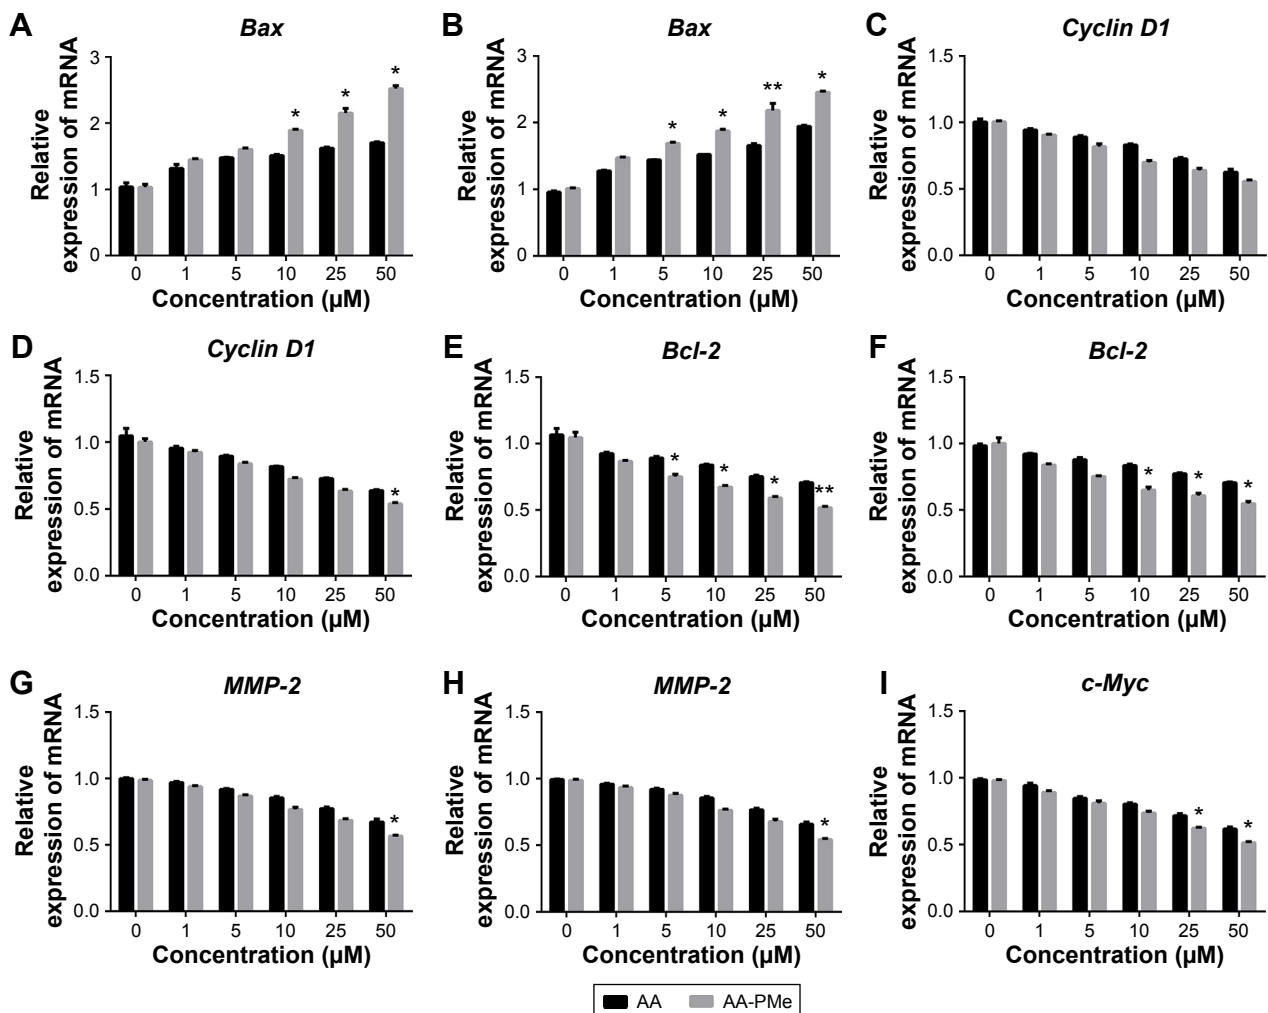 A
Bax
Relative
expression of mRNA
3
2
1
0
*
*
*
0 1 5 10 25 50
Concentration (µM)
B
Bax
Relative
expression of mRNA
3
2
1
0
*
*
**
*
0 1 5 10 25 50
Concentration (µM)
C
Cyclin D1
Relative
expression of mRNA
1.5
1.0
0.5
0.0
0 1 5 10 25 50
Concentration (µM)
D
Cyclin D1
Relative
expression of mRNA
1.5
1.0
0.5
0.0
*
0 1 5 10 25 50
Concentration (µM)
E
Bcl-2
Relative
expression of mRNA
1.5
1.0
0.5
0.0
*
*
*
**
0 1 5 10 25 50
Concentration (µM)
F
Bcl-2
Relative
expression of mRNA
1.5
1.0
0.5
0.0
*
*
*
0 1 5 10 25 50
Concentration (µM)
G
MMP-2
Relative
expression of mRNA
1.5
1.0
0.5
0.0
*
0 1 5 10 25 50
Concentration (µM)
H
MMP-2
Relative
expression of mRNA
1.5
1.0
0.5
0.0
*
0 1 5 10 25 50
Concentration (µM)
I
c-Myc
Relative
expression of mRNA
1.5
1.0
0.5
0.0
*
*
0 1 5 10 25 50
Concentration (µM)
AA AA-PMe